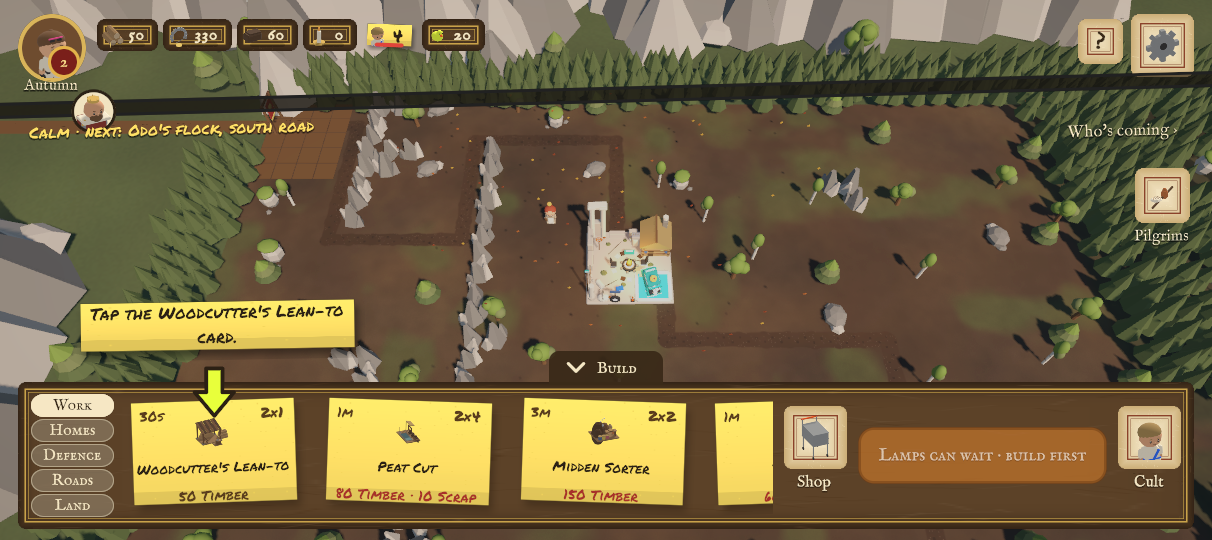 50
330
60
0
4
20
?
2
Autumn
Calm · next: Odo's flock, south road
Who's coming ›
Pilgrims
Tap the Woodcutter's Lean-to
card.
Build
Work
Homes
Defence
Roads
Land
30s
2x1
Woodcutter's Lean-to
50 Timber
1m
2x4
Peat Cut
80 Timber · 10 Scrap
3m
2x2
Midden Sorter
150 Timber
1m
Shop
Lamps can wait · build first
Cult